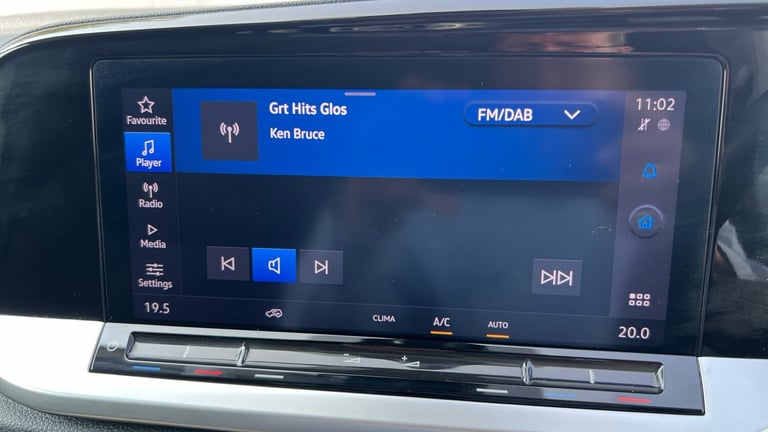 Favourite
Player
Radio
Media
Settings
Grt Hits Glos
Ken Bruce
FM/DAB
11:02
19.5
CLIMA
A/C
AUTO
20.0